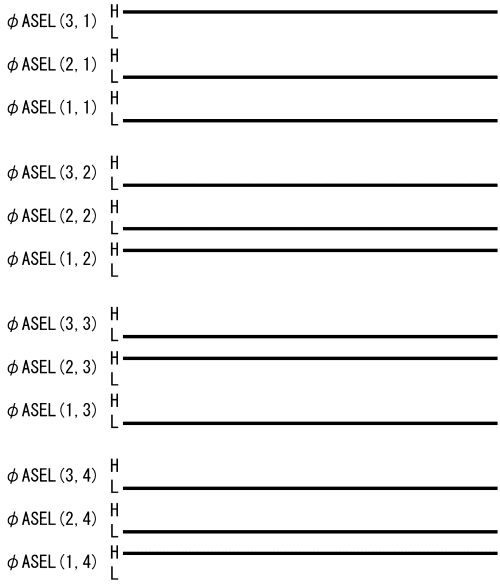 φASEL(3,1) H
L
φASEL(2,1) H
L
φASEL(1,1) H
L
φASEL(3,2) H
L
φASEL(2,2) H
L
φASEL(1,2) H
L
φASEL(3,3) H
L
φASEL(2,3) H
L
φASEL(1,3) H
L
φASEL(3,4) H
L
φASEL(2,4) H
L
φASEL(1,4) H
L